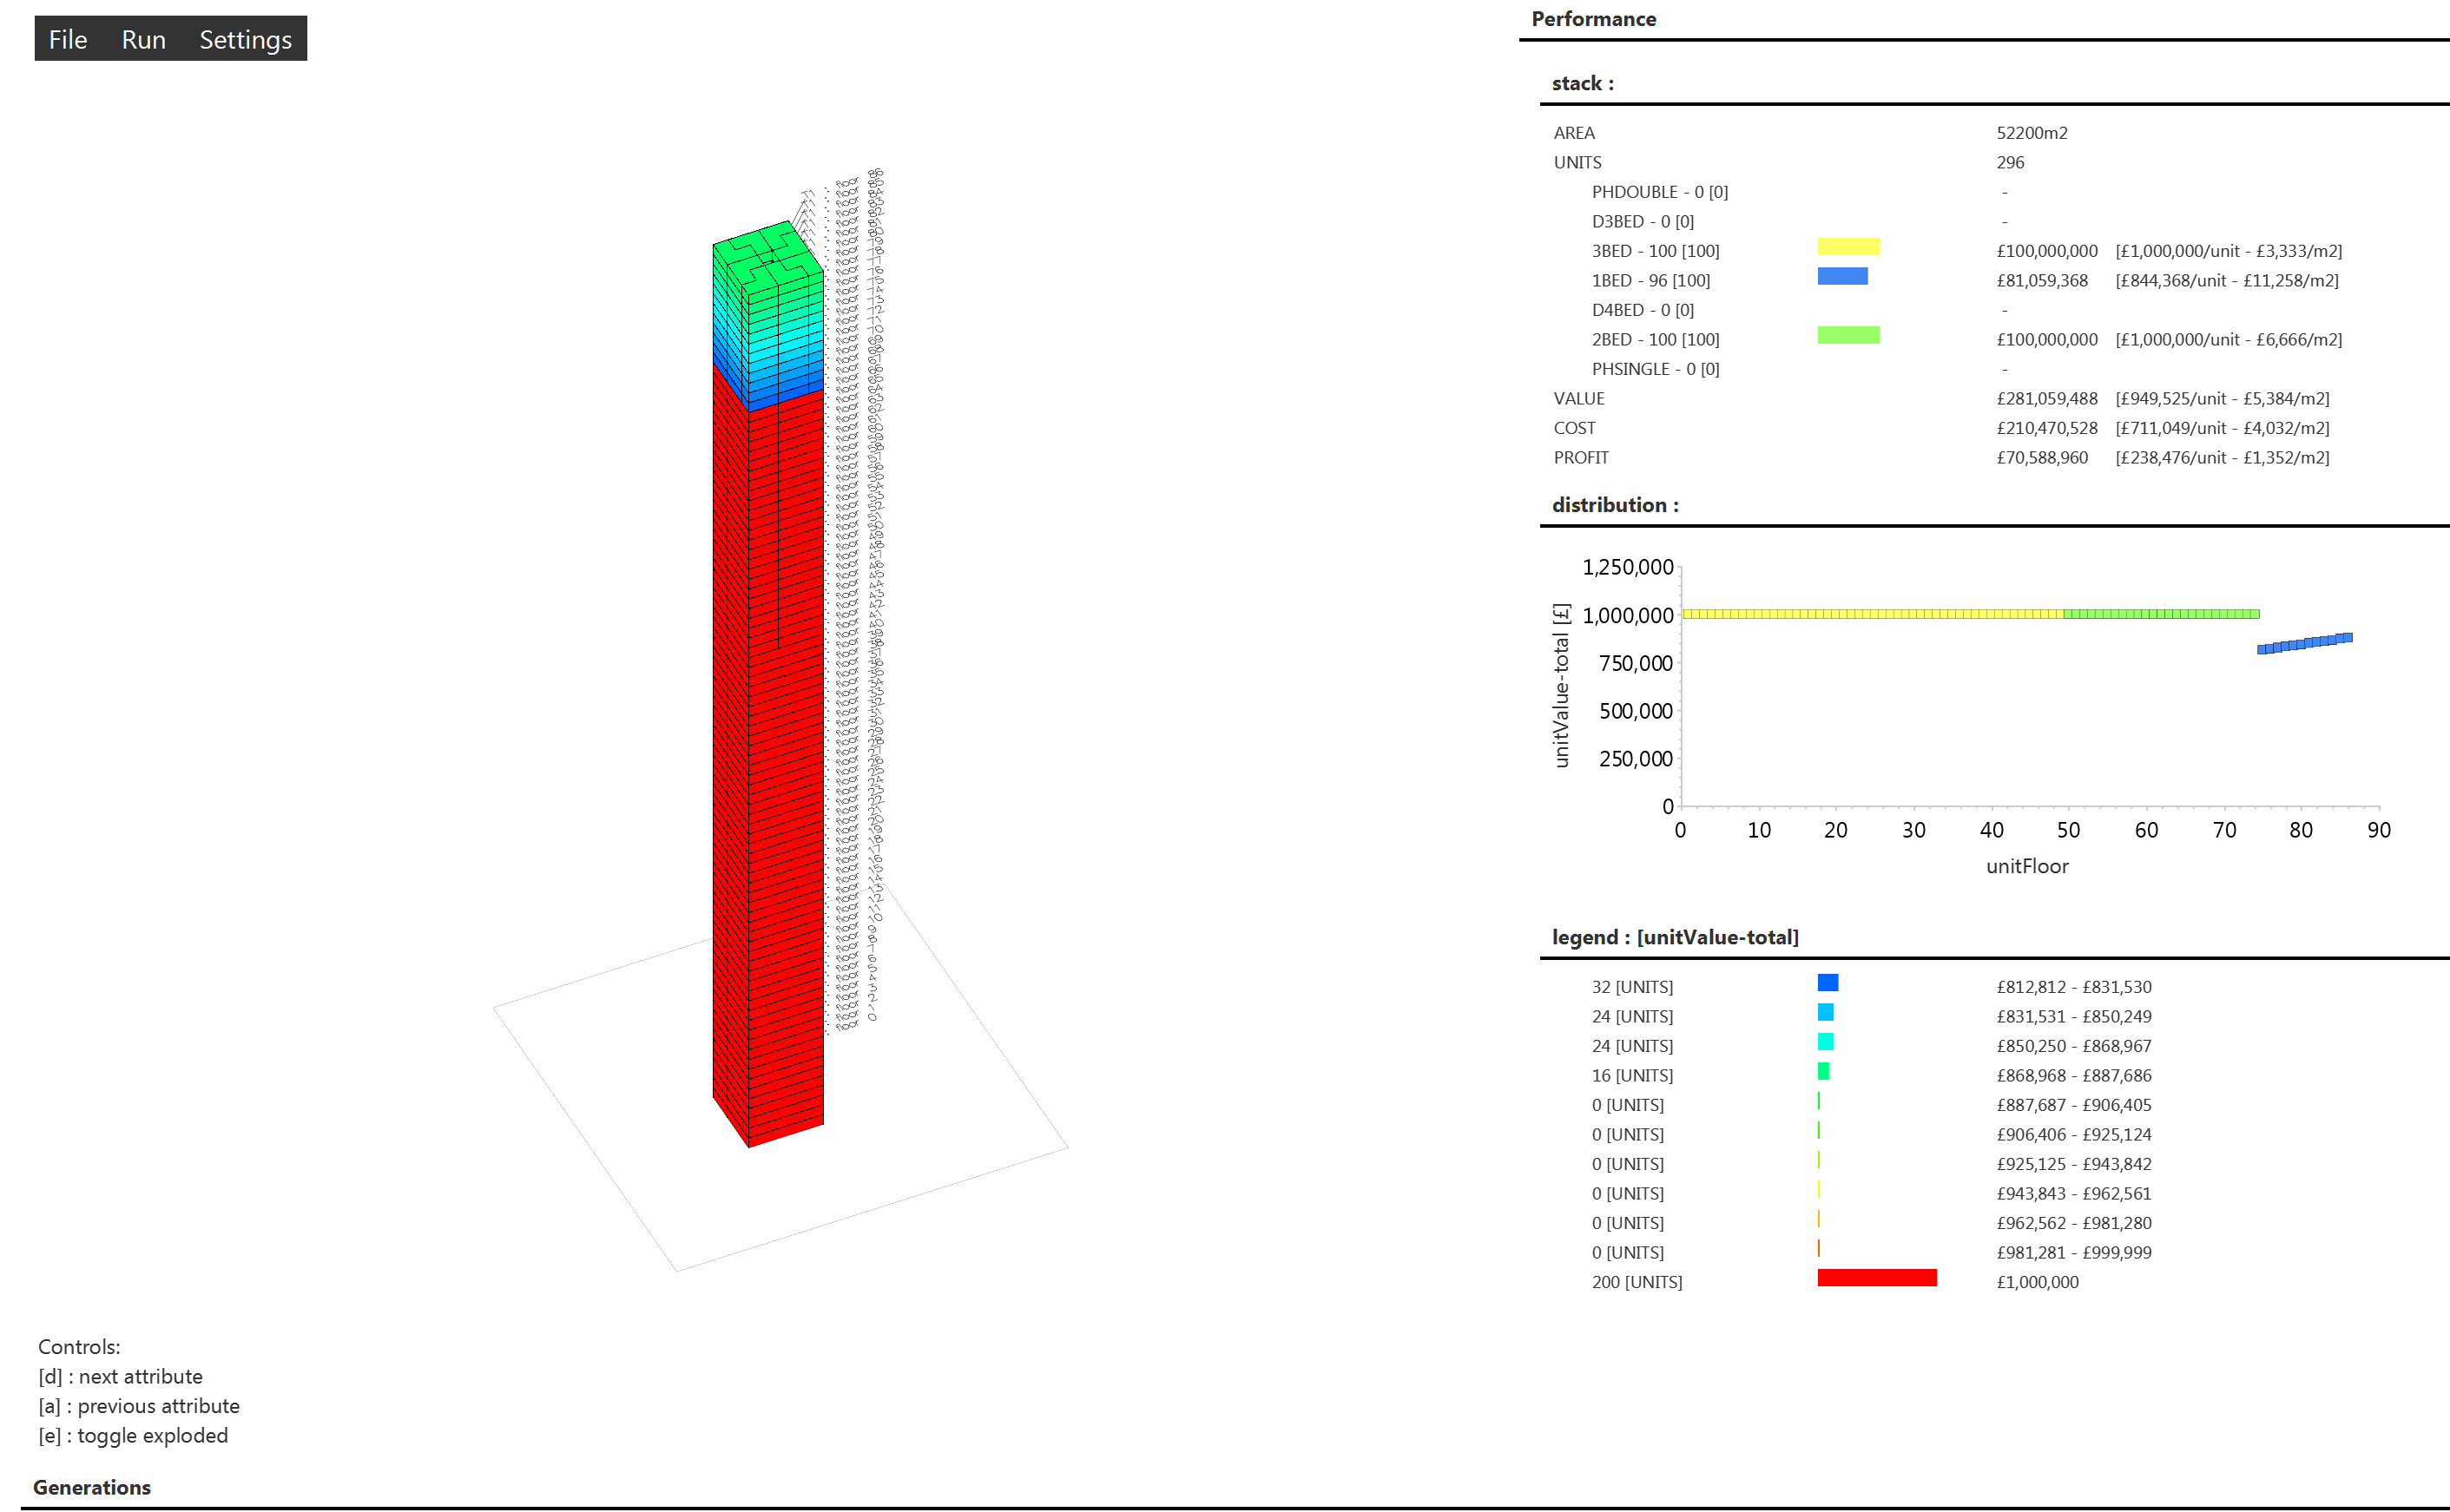 File Run Settings
Performance
stack :
AREA 52200m2
UNITS 296
PHDOUBLE - 0 [0] -
D3BED - 0 [0] -
3BED - 100 [100] £100,000,000 [£1,000,000/unit - £3,333/m2]
1BED - 96 [100] £81,059,368 [£844,368/unit - £11,258/m2]
D4BED - 0 [0] -
2BED - 100 [100] £100,000,000 [£1,000,000/unit - £6,666/m2]
PHSINGLE - 0 [0] -
VALUE £281,059,488 [£949,525/unit - £5,384/m2]
COST £210,470,528 [£711,049/unit - £4,032/m2]
PROFIT £70,588,960 [£238,476/unit - £1,352/m2]
distribution :
unitValue-total [£]
1,250,000
1,000,000
750,000
500,000
250,000
0
0 10 20 30 40 50 60 70 80 90
unitFloor
legend : [unitValue-total]
32 [UNITS] £812,812 - £831,530
24 [UNITS] £831,531 - £850,249
24 [UNITS] £850,250 - £868,967
16 [UNITS] £868,968 - £887,686
0 [UNITS] £887,687 - £906,405
0 [UNITS] £906,406 - £925,124
0 [UNITS] £925,125 - £943,842
0 [UNITS] £943,843 - £962,561
0 [UNITS] £962,562 - £981,280
0 [UNITS] £981,281 - £999,999
200 [UNITS] £1,000,000
Controls:
[d] : next attribute
[a] : previous attribute
[e] : toggle exploded
Generations